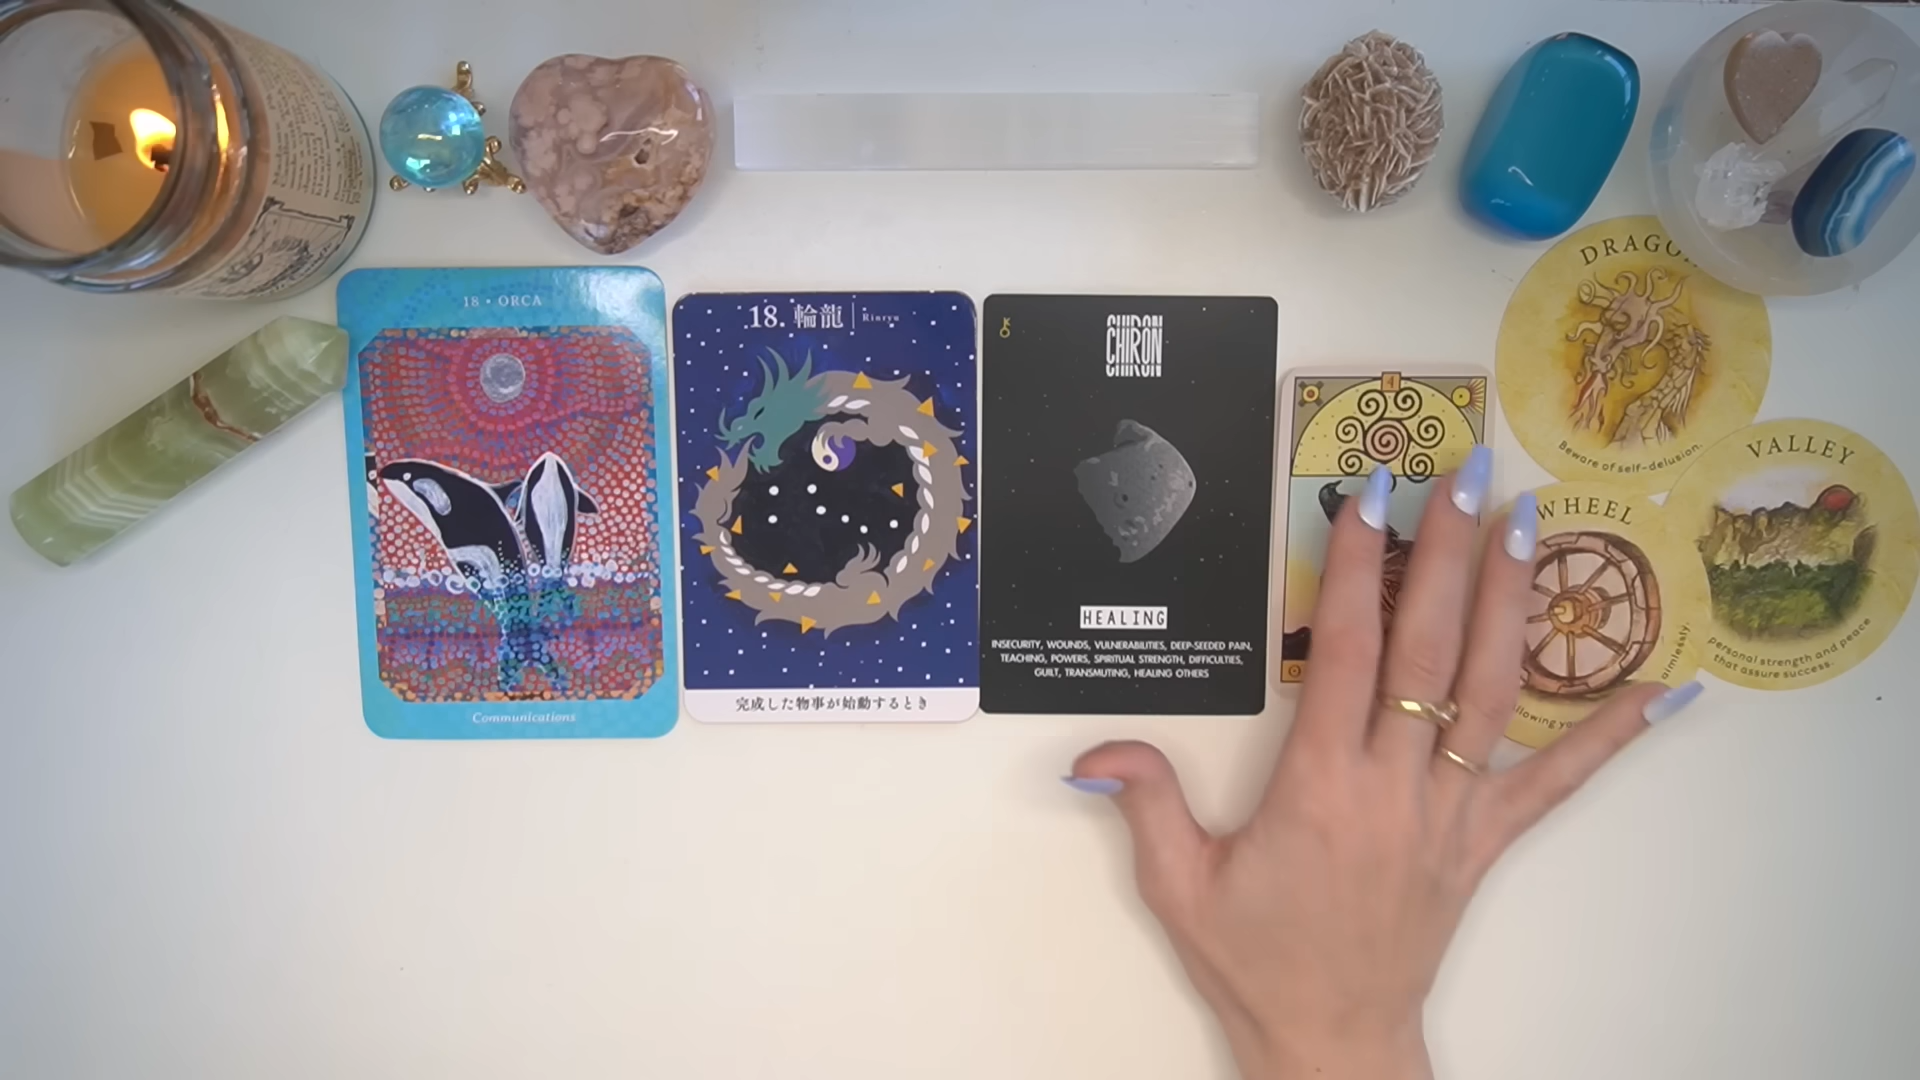 18 • ORCA
Communications
18. 輪龍 | Rinryu
完成した物事が始動するとき
CHIRON
HEALING
INSECURITY, WOUNDS, VULNERABILITIES, DEEP-SEEDED PAIN,
TEACHING, POWERS, SPIRITUAL STRENGTH, DIFFICULTIES,
GUILT, TRANSMUTING, HEALING OTHERS
4
DRAGO
Beware of self-delusion.
WHEEL
aimlessly.
VALLEY
personal strength and peace
that assure success.